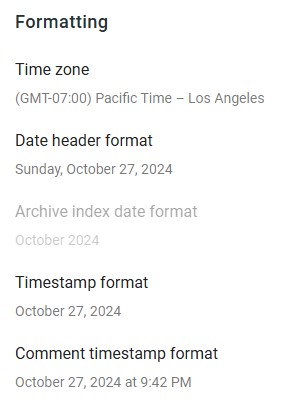 Formatting
Time zone
(GMT-07:00) Pacific Time – Los Angeles
Date header format
Sunday, October 27, 2024
Archive index date format
October 2024
Timestamp format
October 27, 2024
Comment timestamp format
October 27, 2024 at 9:42 PM